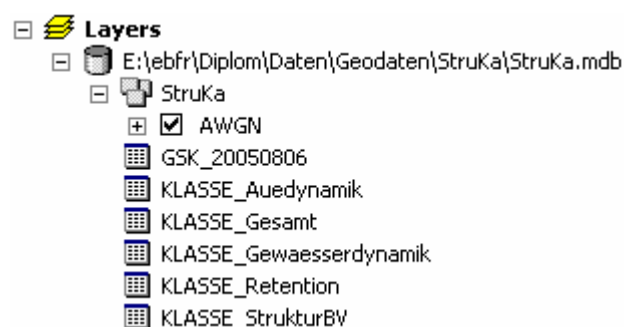 Layers
E:\ebfr\Diplom\Daten\Geodaten\StruKa\StruKa.mdb
StruKa
AWGN
GSK_20050806
KLASSE_Auedynamik
KLASSE_Gesamt
KLASSE_Gewaesserdynamik
KLASSE_Retention
KLASSE_StrukturBV